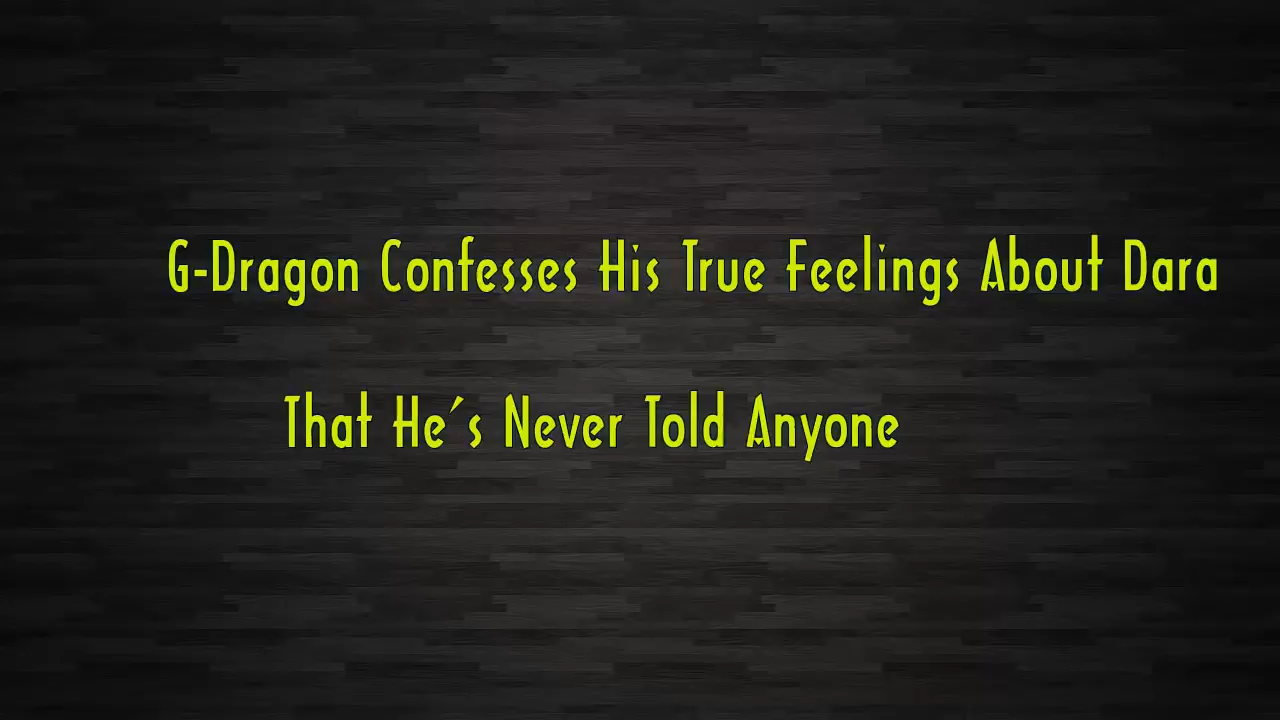 G-Dragon Confesses His True Feelings About Dara
That He´s Never Told Anyone